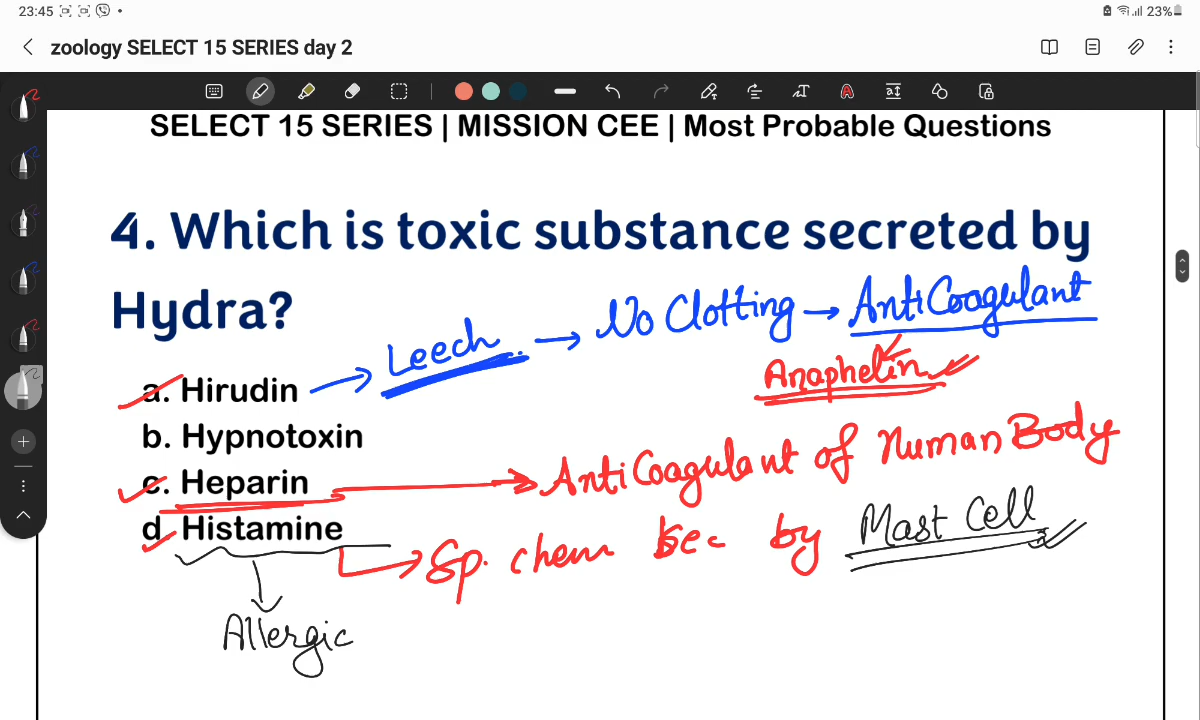 23:45
23%
zoology SELECT 15 SERIES day 2
SELECT 15 SERIES | MISSION CEE | Most Probable Questions
4. Which is toxic substance secreted by
Hydra?
Leech → No Clotting → AntiCoagulant
Anaphelin
a. Hirudin
b. Hypnotoxin
c. Heparin → AntiCoagulant of Human Body
d. Histamine → Sp. chem sec by Mast Cell
Allergic